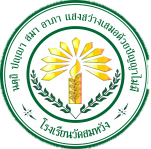 นตฺถิ ปญฺญา สมา อาภา แสงสว่างเสมอด้วยปัญญาไม่มี
โรงเรียนวัดสมหวัง